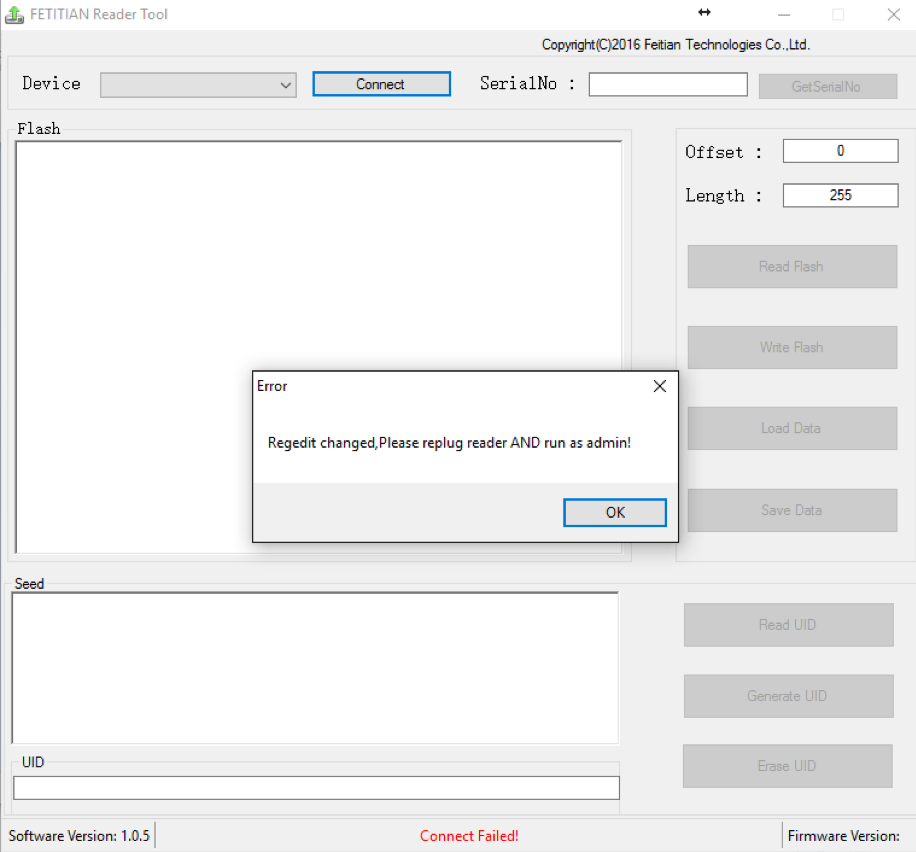 FETITIAN Reader Tool
Copyright(C)2016 Feitian Technologies Co.,Ltd.
Device Connect SerialNo : GetSerialNo
Flash
Offset : 0
Length : 255
Read Flash
Write Flash
Error
Regedit changed,Please replug reader AND run as admin!
Load Data
OK
Save Data
Seed
Read UID
Generate UID
UID
Erase UID
Software Version: 1.0.5 Connect Failed! Firmware Version: